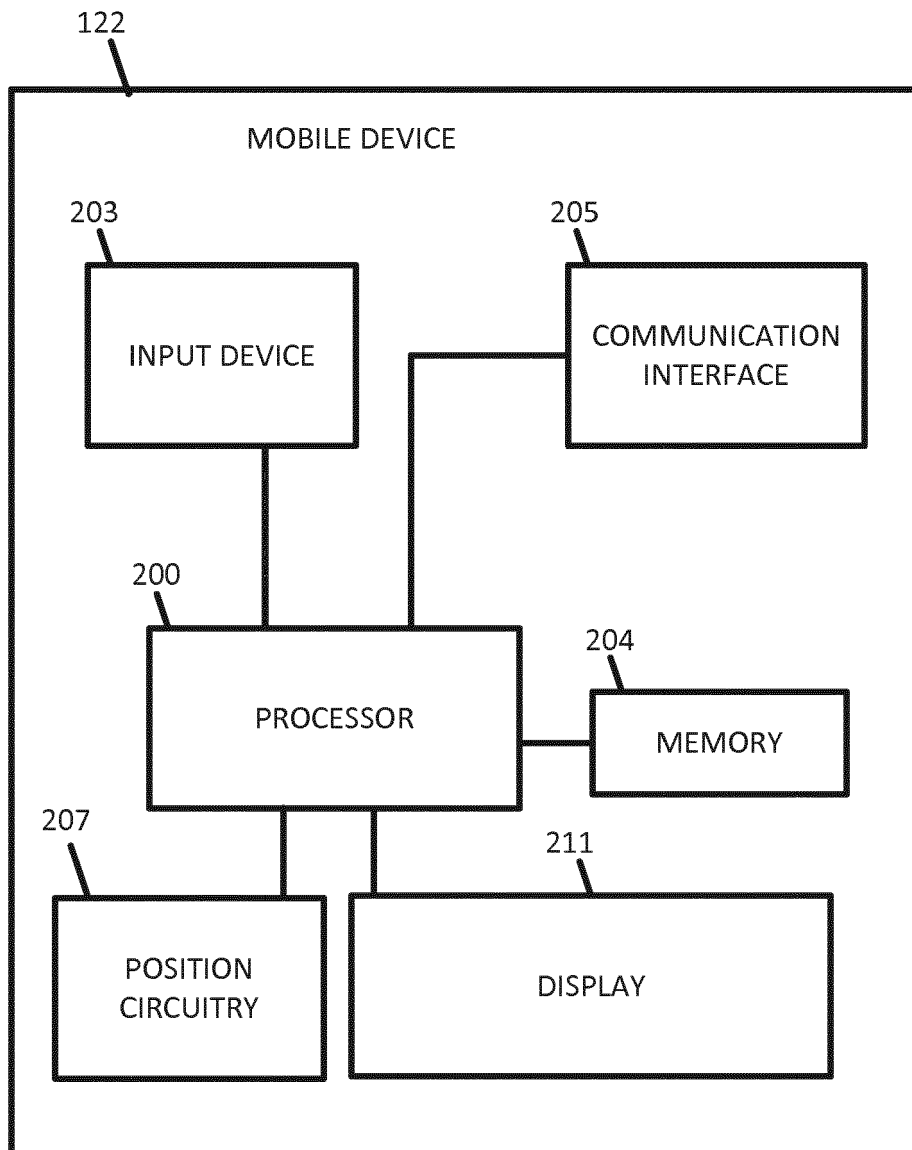 122
MOBILE DEVICE
203
205
INPUT DEVICE
COMMUNICATION
INTERFACE
200
204
PROCESSOR
MEMORY
207
211
POSITION
CIRCUITRY
DISPLAY